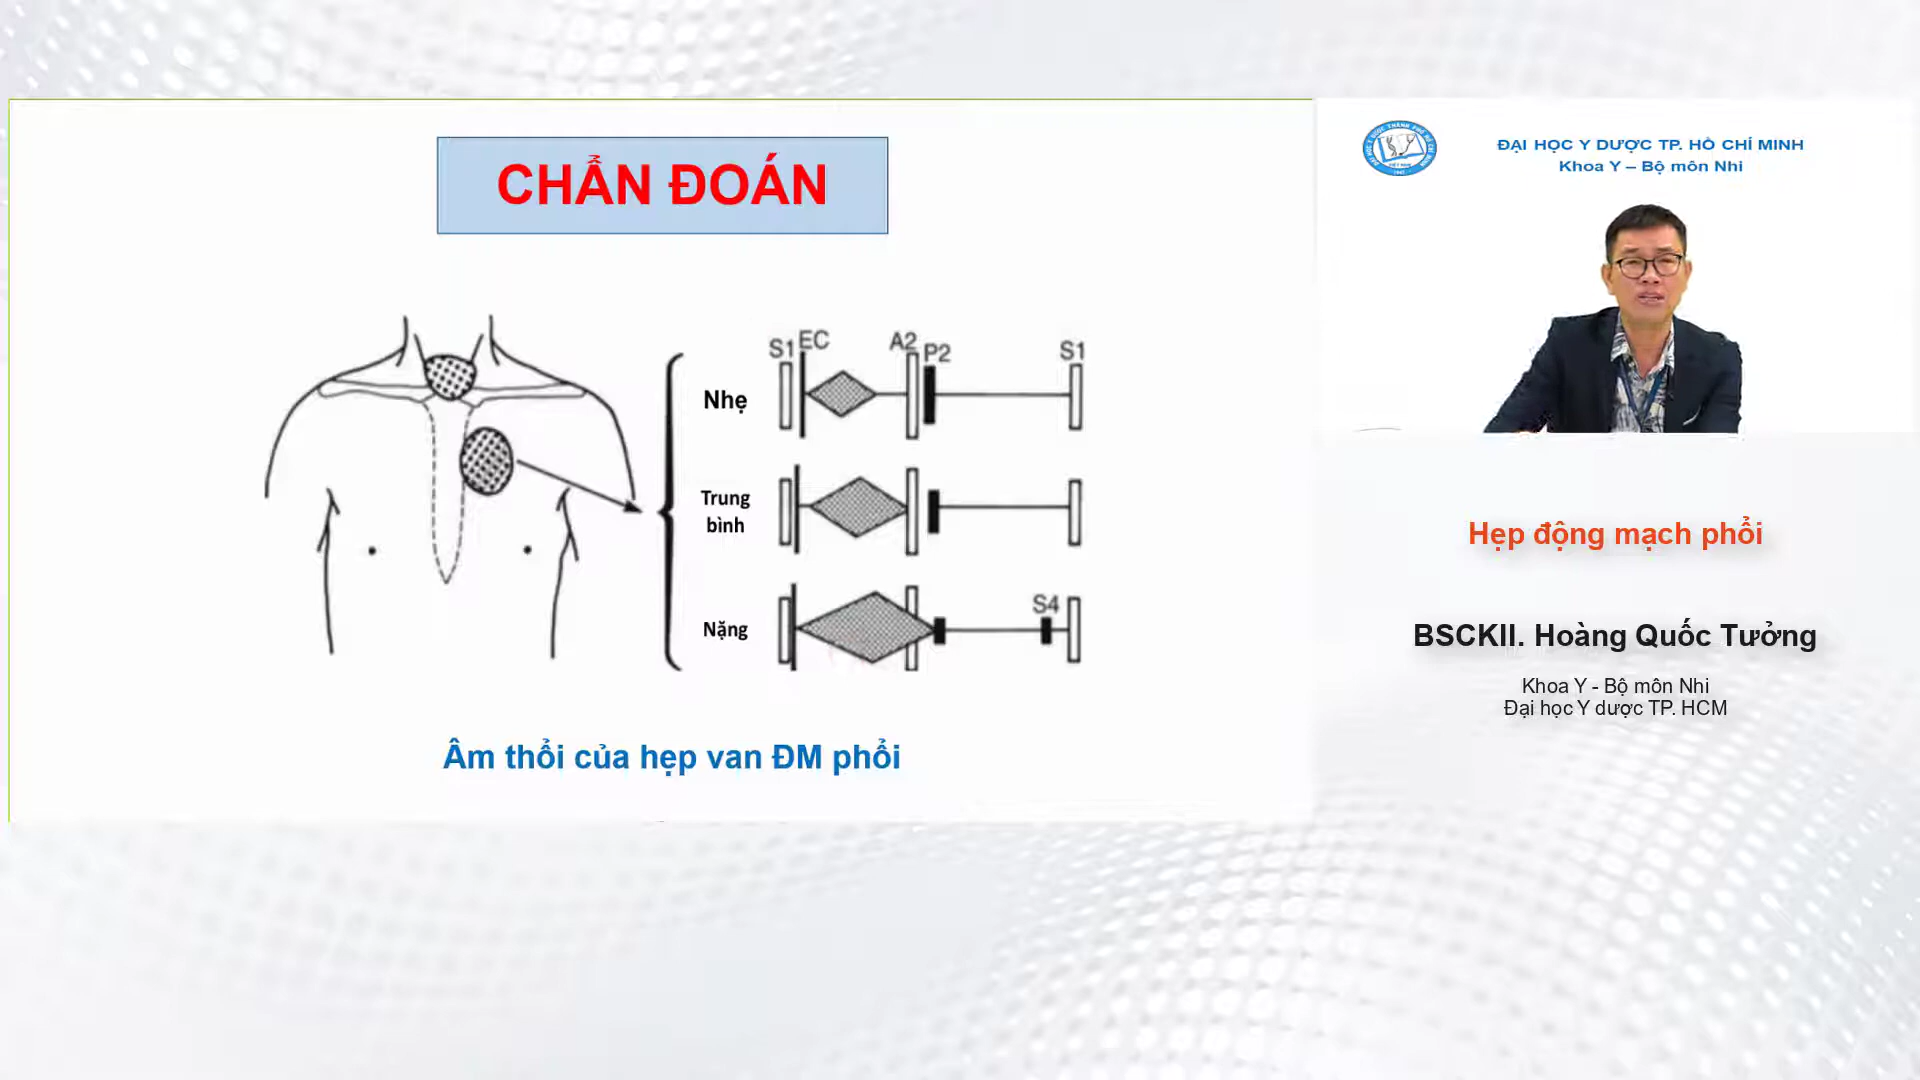 CHẨN ĐOÁN
S1 EC A2 P2 S1
Nhẹ
Trung
bình
Nặng
S4
Âm thổi của hẹp van ĐM phổi
ĐẠI HỌC Y DƯỢC TP. HỒ CHÍ MINH
Khoa Y – Bộ môn Nhi
Hẹp động mạch phổi
BSCKII. Hoàng Quốc Tưởng
Khoa Y - Bộ môn Nhi
Đại học Y dược TP. HCM